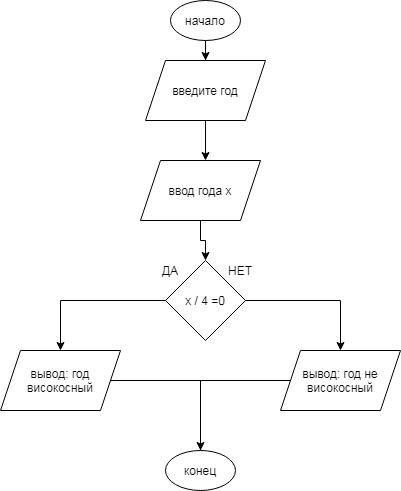 начало
введите год
ввод года x
ДА
НЕТ
x / 4 =0
вывод: год
високосный
вывод: год не
високосный
конец